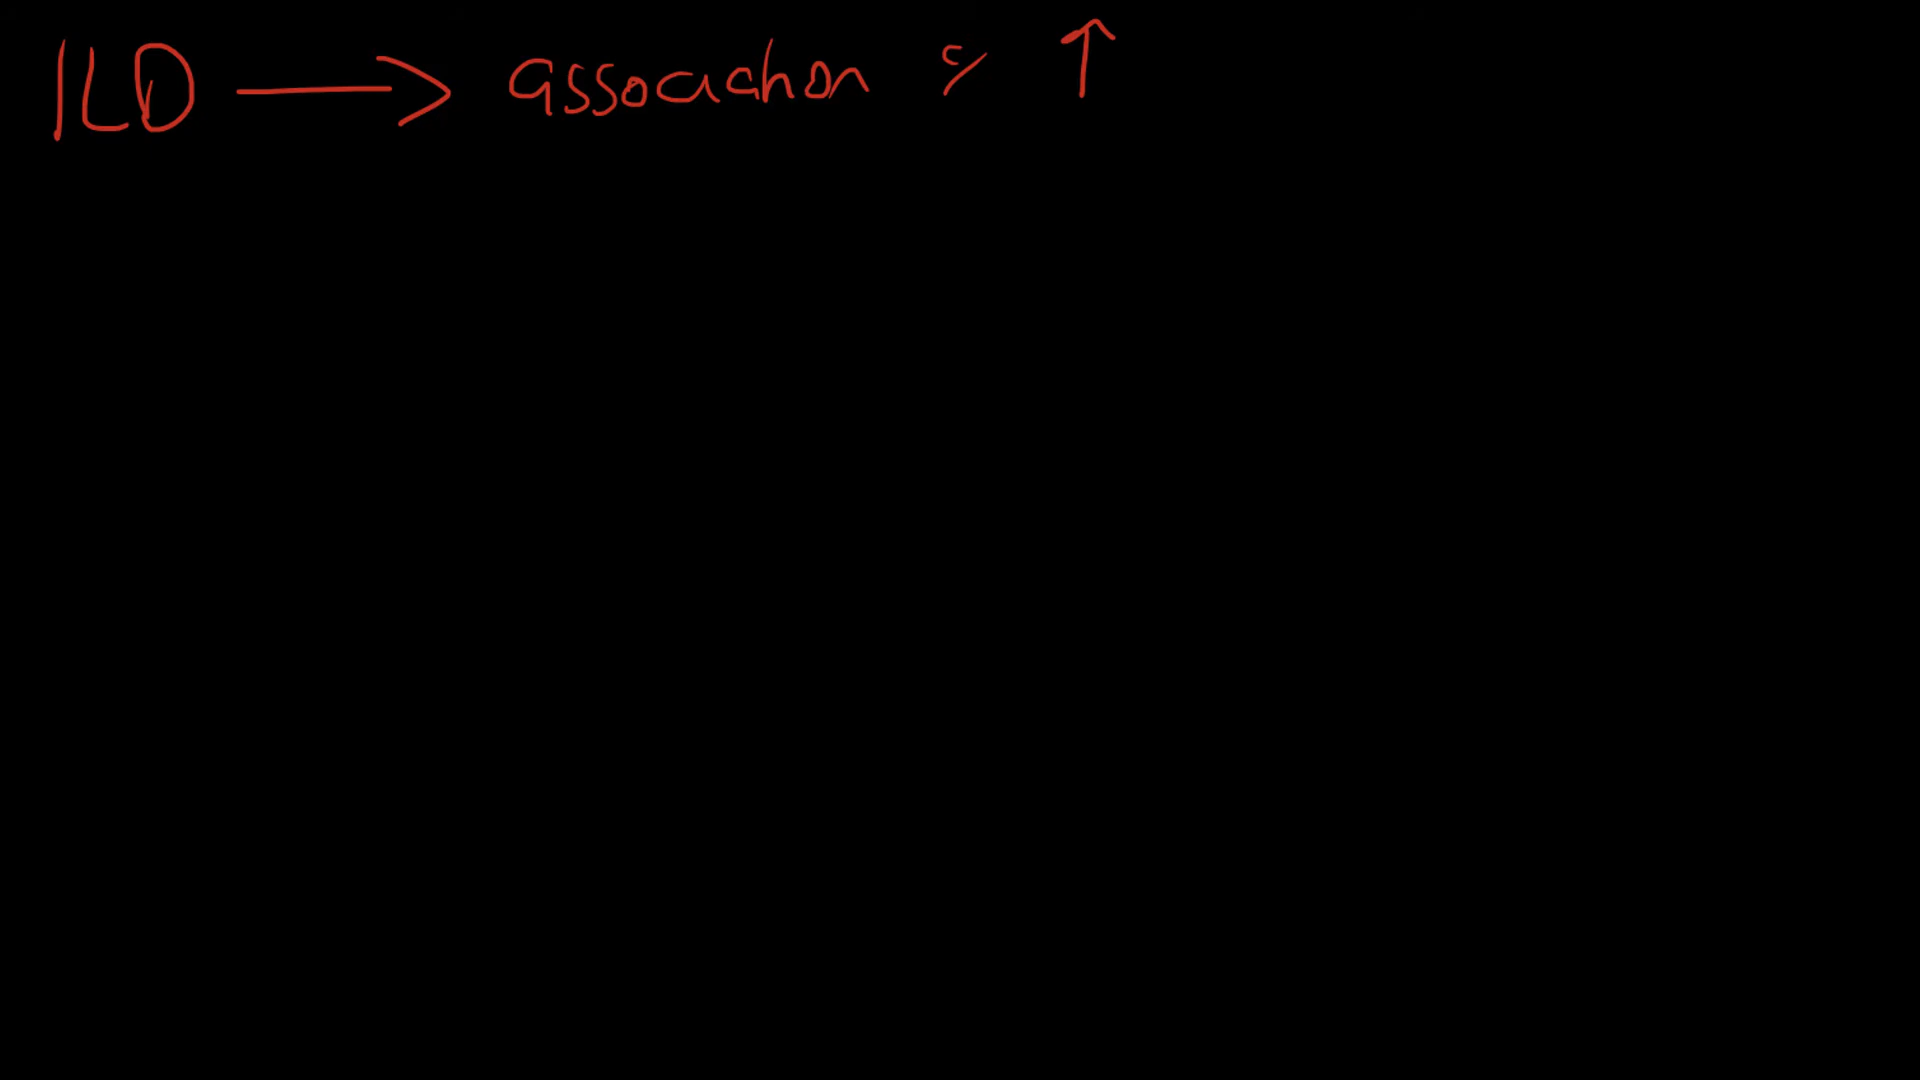 ILD → association % ↑